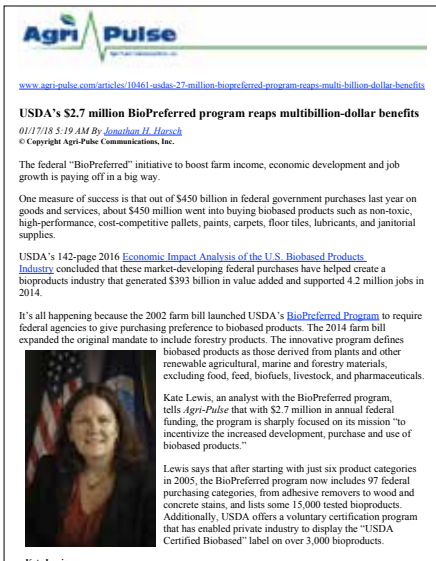 Agri Pulse
www.agri-pulse.com/articles/10461-usdas-27-million-biopreferred-program-reaps-multi-billion-dollar-benefits
USDA's $2.7 million BioPreferred program reaps multibillion-dollar benefits
01/17/18 5:19 AM By Jonathan H. Harsch
© Copyright Agri-Pulse Communications, Inc.
The federal "BioPreferred" initiative to boost farm income, economic development and job
growth is paying off in a big way.
One measure of success is that out of $450 billion in federal government purchases last year on
goods and services, about $450 million went into buying biobased products such as non-toxic,
high-performance, cost-competitive pallets, paints, carpets, floor tiles, lubricants, and janitorial
supplies.
USDA's 142-page 2016 Economic Impact Analysis of the U.S. Biobased Products
Industry concluded that these market-developing federal purchases have helped create a
bioproducts industry that generated $393 billion in value added and supported 4.2 million jobs in
2014.
It's all happening because the 2002 farm bill launched USDA's BioPreferred Program to require
federal agencies to give purchasing preference to biobased products. The 2014 farm bill
expanded the original mandate to include forestry products. The innovative program defines
biobased products as those derived from plants and other
renewable agricultural, marine and forestry materials,
excluding food, feed, biofuels, livestock, and pharmaceuticals.
Kate Lewis, an analyst with the BioPreferred program,
tells Agri-Pulse that with $2.7 million in annual federal
funding, the program is sharply focused on its mission "to
incentivize the increased development, purchase and use of
biobased products."
Lewis says that after starting with just six product categories
in 2005, the BioPreferred program now includes 97 federal
purchasing categories, from adhesive removers to wood and
concrete stains, and lists some 15,000 tested bioproducts.
Additionally, USDA offers a voluntary certification program
that has enabled private industry to display the "USDA
Certified Biobased" label on over 3,000 bioproducts.